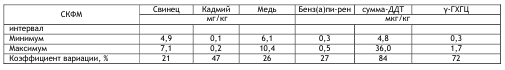 СКФМ Свинец Кадмий Медь Бенз(а)пи-рен сумма-ДДТ γ-ГХГЦ
мг/кг мкг/кг
интервал
Минимум 4,9 0,1 6,1 0,3 4,8 0,3
Максимум 7,1 0,2 10,4 0,5 36,0 1,7
Коэффициент вариации, % 21 47 26 27 84 72